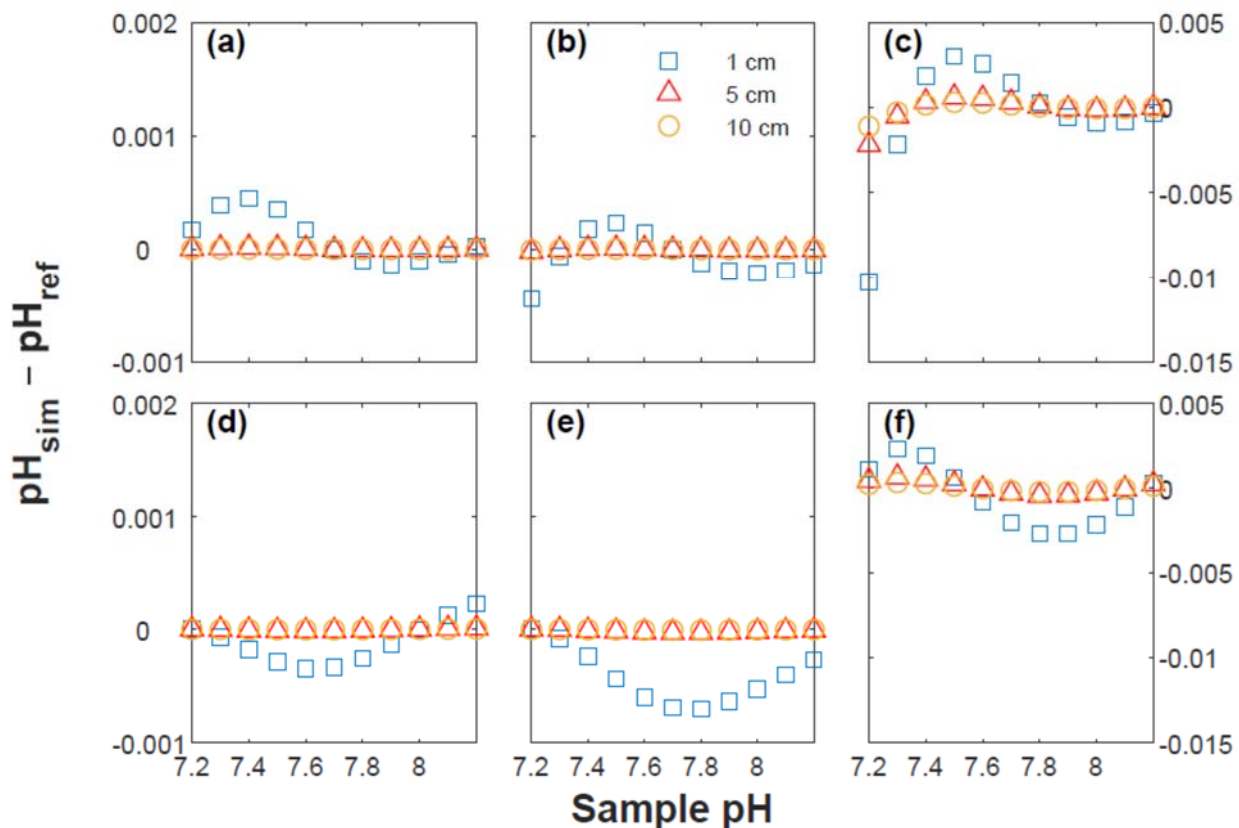 0.002
(a)
(b)
(c)
0.005
1 cm
5 cm
10 cm
0.001
0
0
-0.005
-0.01
-0.001
-0.015
pHsim − pHref
0.002
(d)
(e)
(f)
0.005
0.001
0
0
-0.005
-0.01
-0.001
-0.015
7.2 7.4 7.6 7.8 8 7.2 7.4 7.6 7.8 8 7.2 7.4 7.6 7.8 8
Sample pH